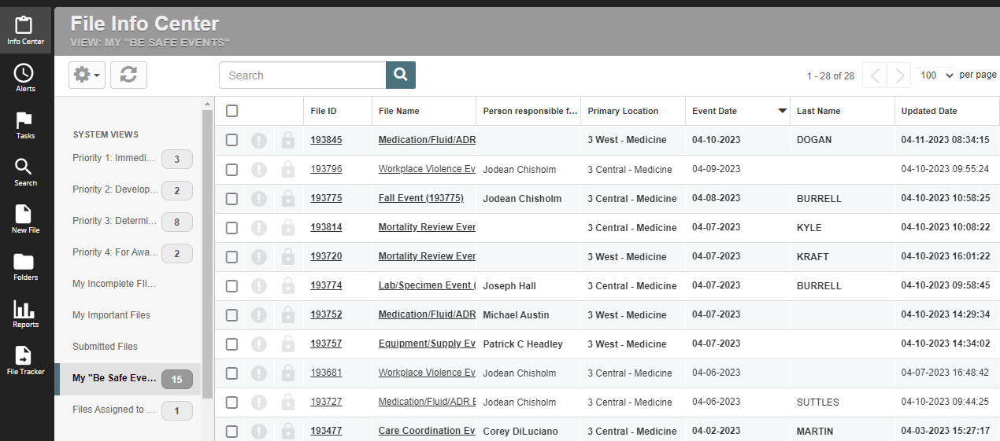 File Info Center
VIEW: MY "BE SAFE EVENTS"
Info Center
Alerts
Tasks
Search
New File
Folders
Reports
File Tracker
Search
1 - 28 of 28
100
per page
SYSTEM VIEWS
Priority 1: Immedi... 3
Priority 2: Develop... 2
Priority 3: Determi... 8
Priority 4: For Awa... 2
My Incomplete FIl...
My Important Files
Submitted Files
My "Be Safe Eve... 15
Files Assigned to ... 1
File ID File Name Person responsible f... Primary Location Event Date Last Name Updated Date
193845 Medication/Fluid/ADR 3 West - Medicine 04-10-2023 DOGAN 04-11-2023 08:34:15
193796 Workplace Violence Ev Jodean Chisholm 3 Central - Medicine 04-09-2023 04-10-2023 09:55:24
193775 Fall Event (193775) Jodean Chisholm 3 Central - Medicine 04-08-2023 BURRELL 04-10-2023 10:58:25
193814 Mortality Review Ever 3 Central - Medicine 04-07-2023 KYLE 04-10-2023 10:08:22
193720 Mortality Review Ever 3 West - Medicine 04-07-2023 KRAFT 04-10-2023 16:01:22
193774 Lab/Specimen Event ( Joseph Hall 3 Central - Medicine 04-07-2023 BURRELL 04-10-2023 09:58:45
193752 Medication/Fluid/ADR Michael Austin 3 West - Medicine 04-07-2023 04-10-2023 14:29:34
193757 Equipment/Supply Ev Patrick C Headley 3 West - Medicine 04-07-2023 04-10-2023 14:34:02
193681 Workplace Violence Ev Jodean Chisholm 3 Central - Medicine 04-06-2023 04-07-2023 16:48:42
193727 Medication/Fluid/ADR E Jodean Chisholm 3 Central - Medicine 04-06-2023 SUTTLES 04-10-2023 09:44:25
193477 Care Coordination Ev Corey DiLuciano 3 Central - Medicine 04-02-2023 MARTIN 04-03-2023 15:27:17